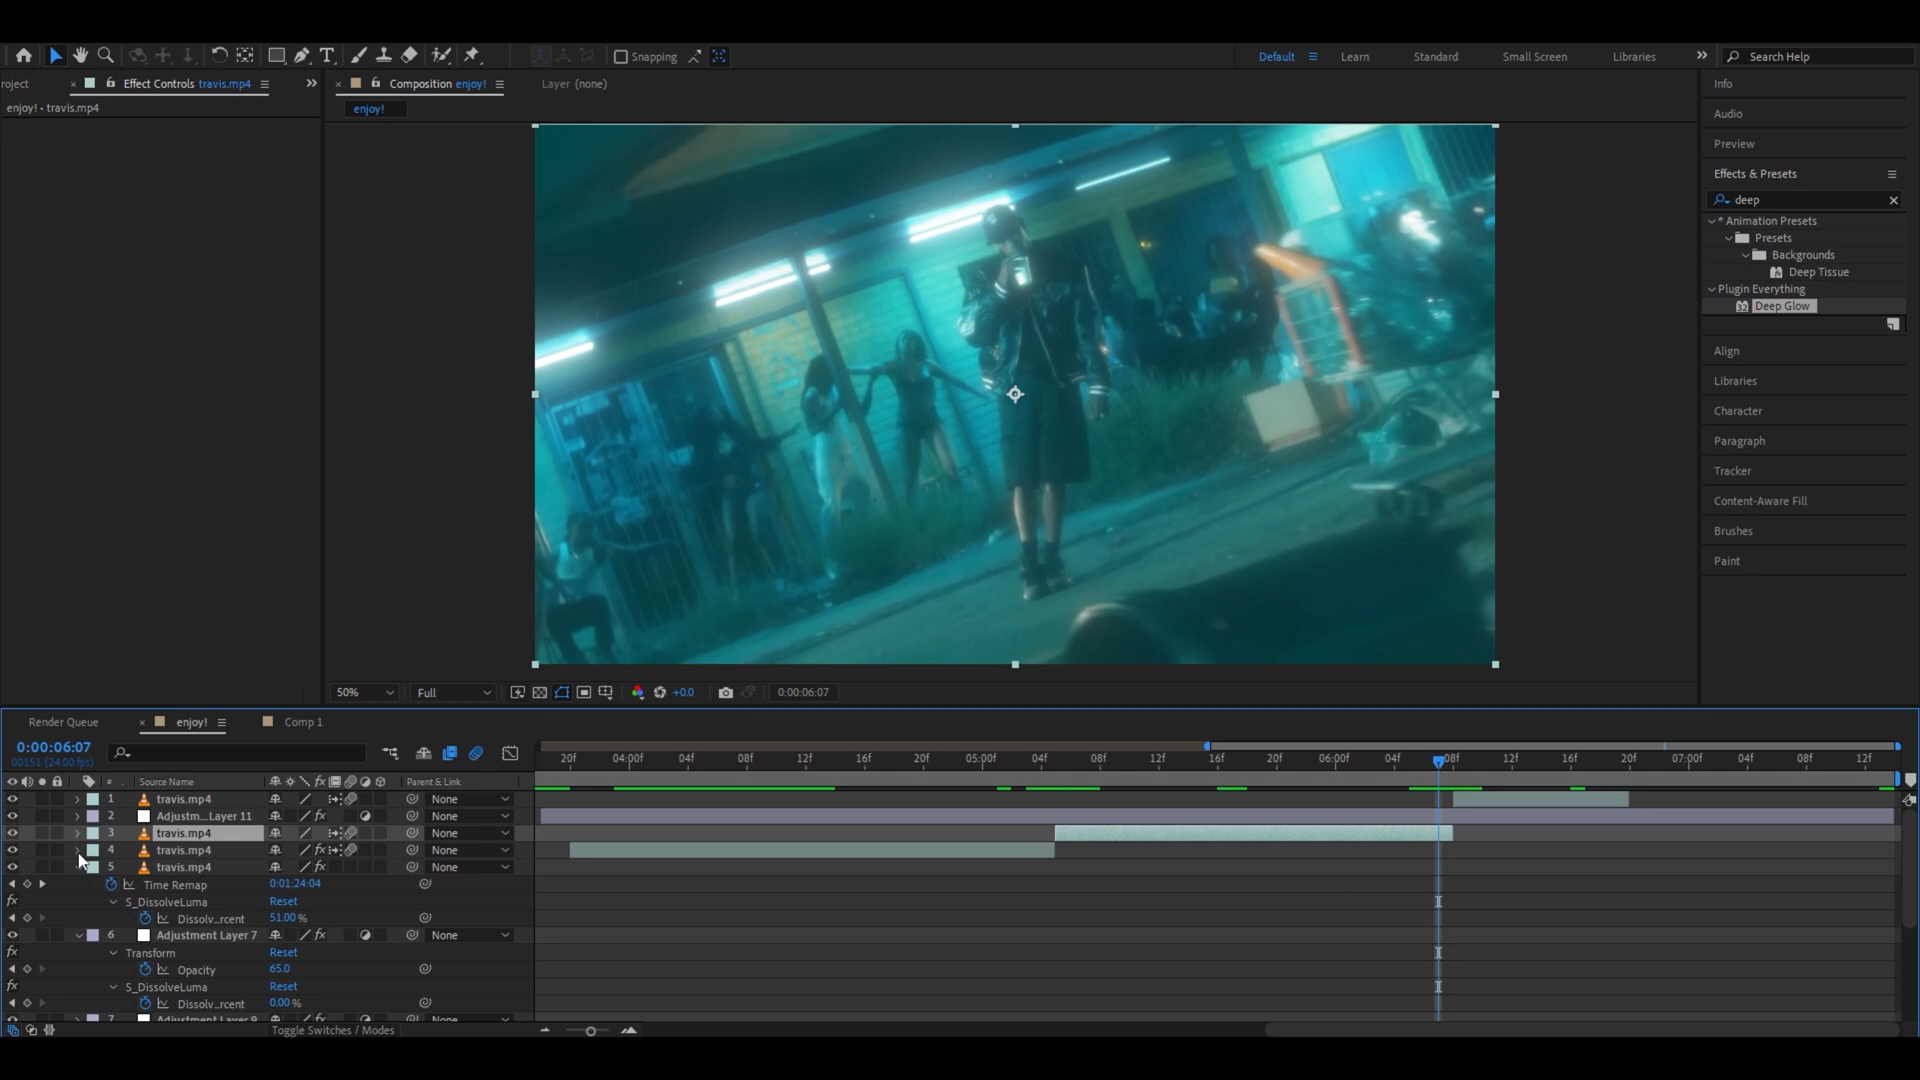 Snapping
Default
Learn
Standard
Small Screen
Libraries
Search Help
roject
Effect Controls travis.mp4
Composition enjoy!
Layer (none)
enjoy! • travis.mp4
enjoy!
Info
Audio
Preview
Effects & Presets
deep
* Animation Presets
Presets
Backgrounds
Deep Tissue
Plugin Everything
Deep Glow
Align
Libraries
Character
Paragraph
Tracker
Content-Aware Fill
Brushes
Paint
50%
Full
+0.0
0:00:06:07
Render Queue
enjoy!
Comp 1
0:00:06:07
00151 (24.00 fps)
20f 04:00f 04f 08f 12f 16f 20f 05:00f 04f 08f 12f 16f 20f 06:00f 04f 08f 12f 16f 20f 07:00f 04f 08f 12f
# Source Name fx Parent & Link
1 travis.mp4 None
2 Adjustm...Layer 11 fx None
3 travis.mp4 None
4 travis.mp4 fx None
5 travis.mp4 fx None
Time Remap 0:01:24:04
fx S_DissolveLuma Reset
Dissolv...rcent 51.00 %
6 Adjustment Layer 7 fx None
fx Transform Reset
Opacity 65.0
fx S_DissolveLuma Reset
Dissolv...rcent 0.00 %
7 Adjustment Layer 9 None
Toggle Switches / Modes